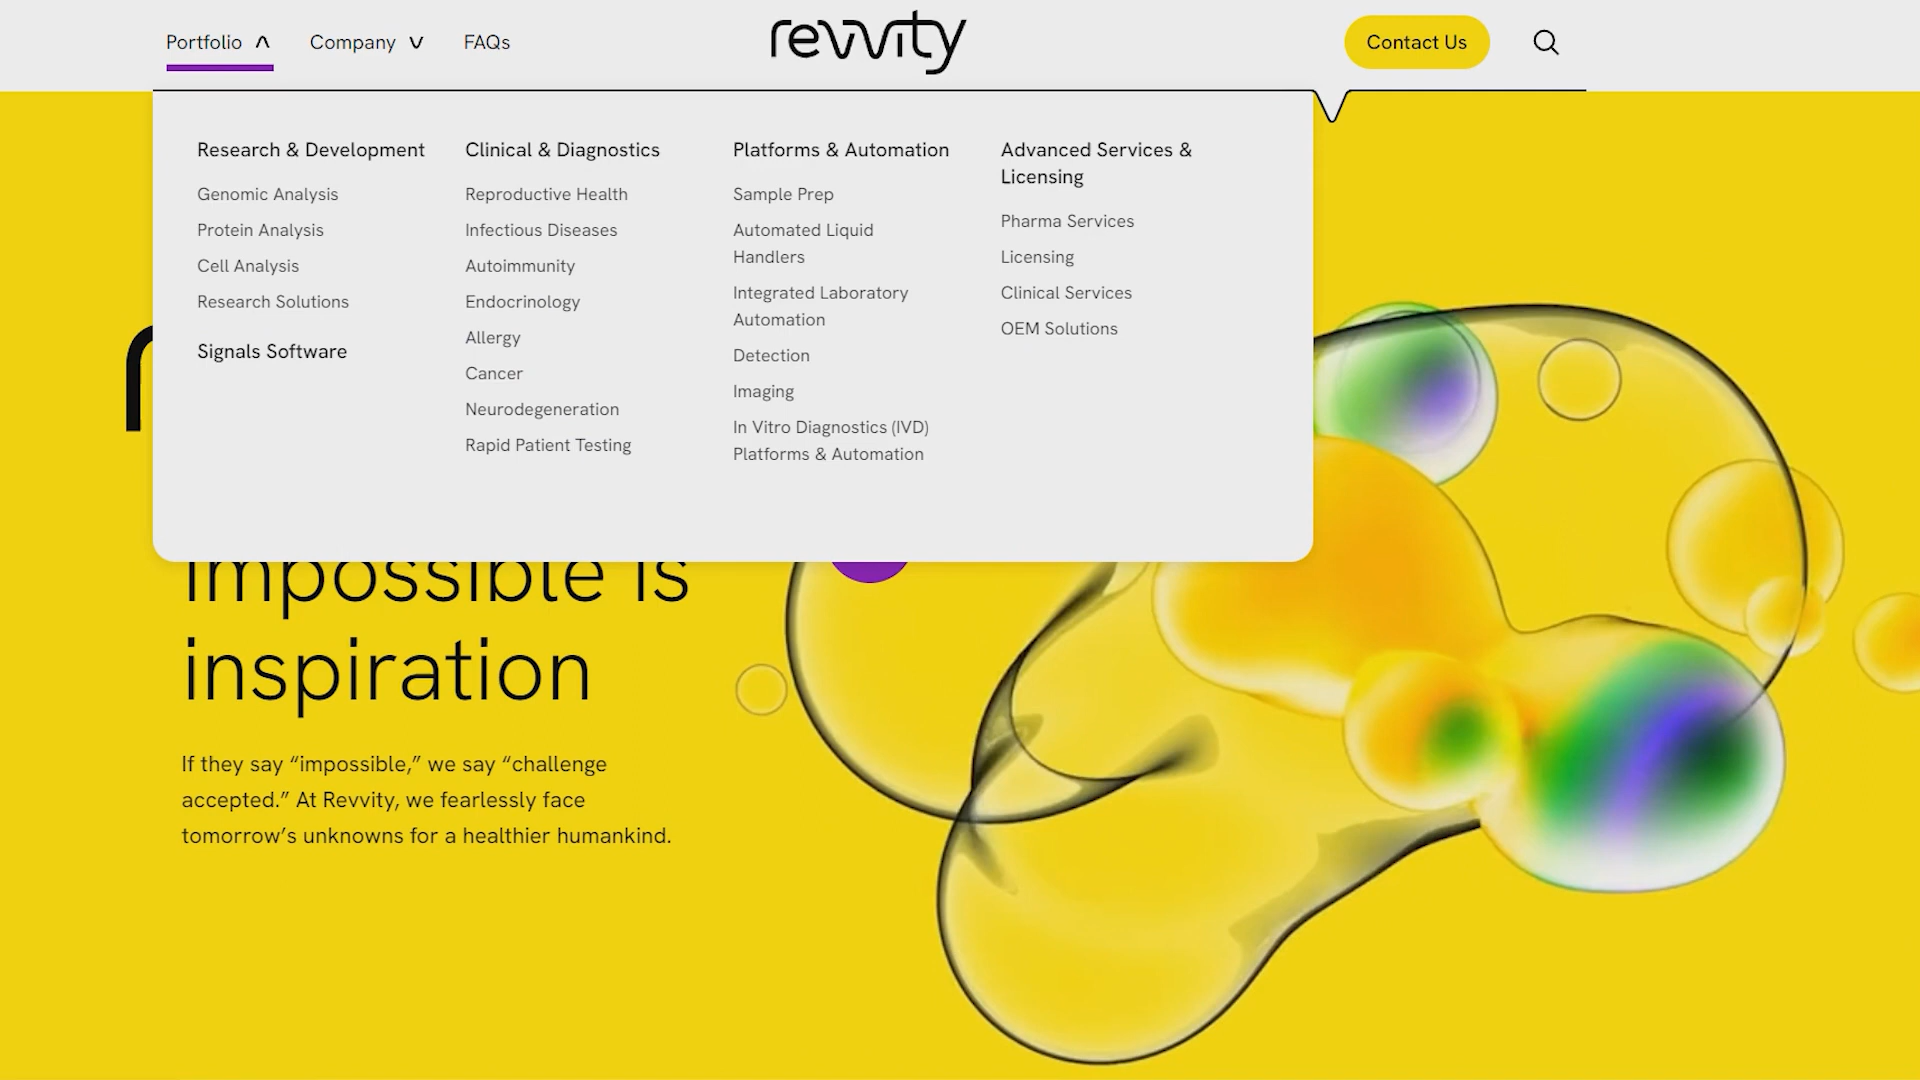 Portfolio
Company
FAQs
revvity
Contact Us
Research & Development
Genomic Analysis
Protein Analysis
Cell Analysis
Research Solutions
Signals Software
Clinical & Diagnostics
Reproductive Health
Infectious Diseases
Autoimmunity
Endocrinology
Allergy
Cancer
Neurodegeneration
Rapid Patient Testing
Platforms & Automation
Sample Prep
Automated Liquid
Handlers
Integrated Laboratory
Automation
Detection
Imaging
In Vitro Diagnostics (IVD)
Platforms & Automation
Advanced Services &
Licensing
Pharma Services
Licensing
Clinical Services
OEM Solutions
Impossible is
inspiration
If they say “impossible,” we say “challenge
accepted.” At Revvity, we fearlessly face
tomorrow’s unknowns for a healthier humankind.